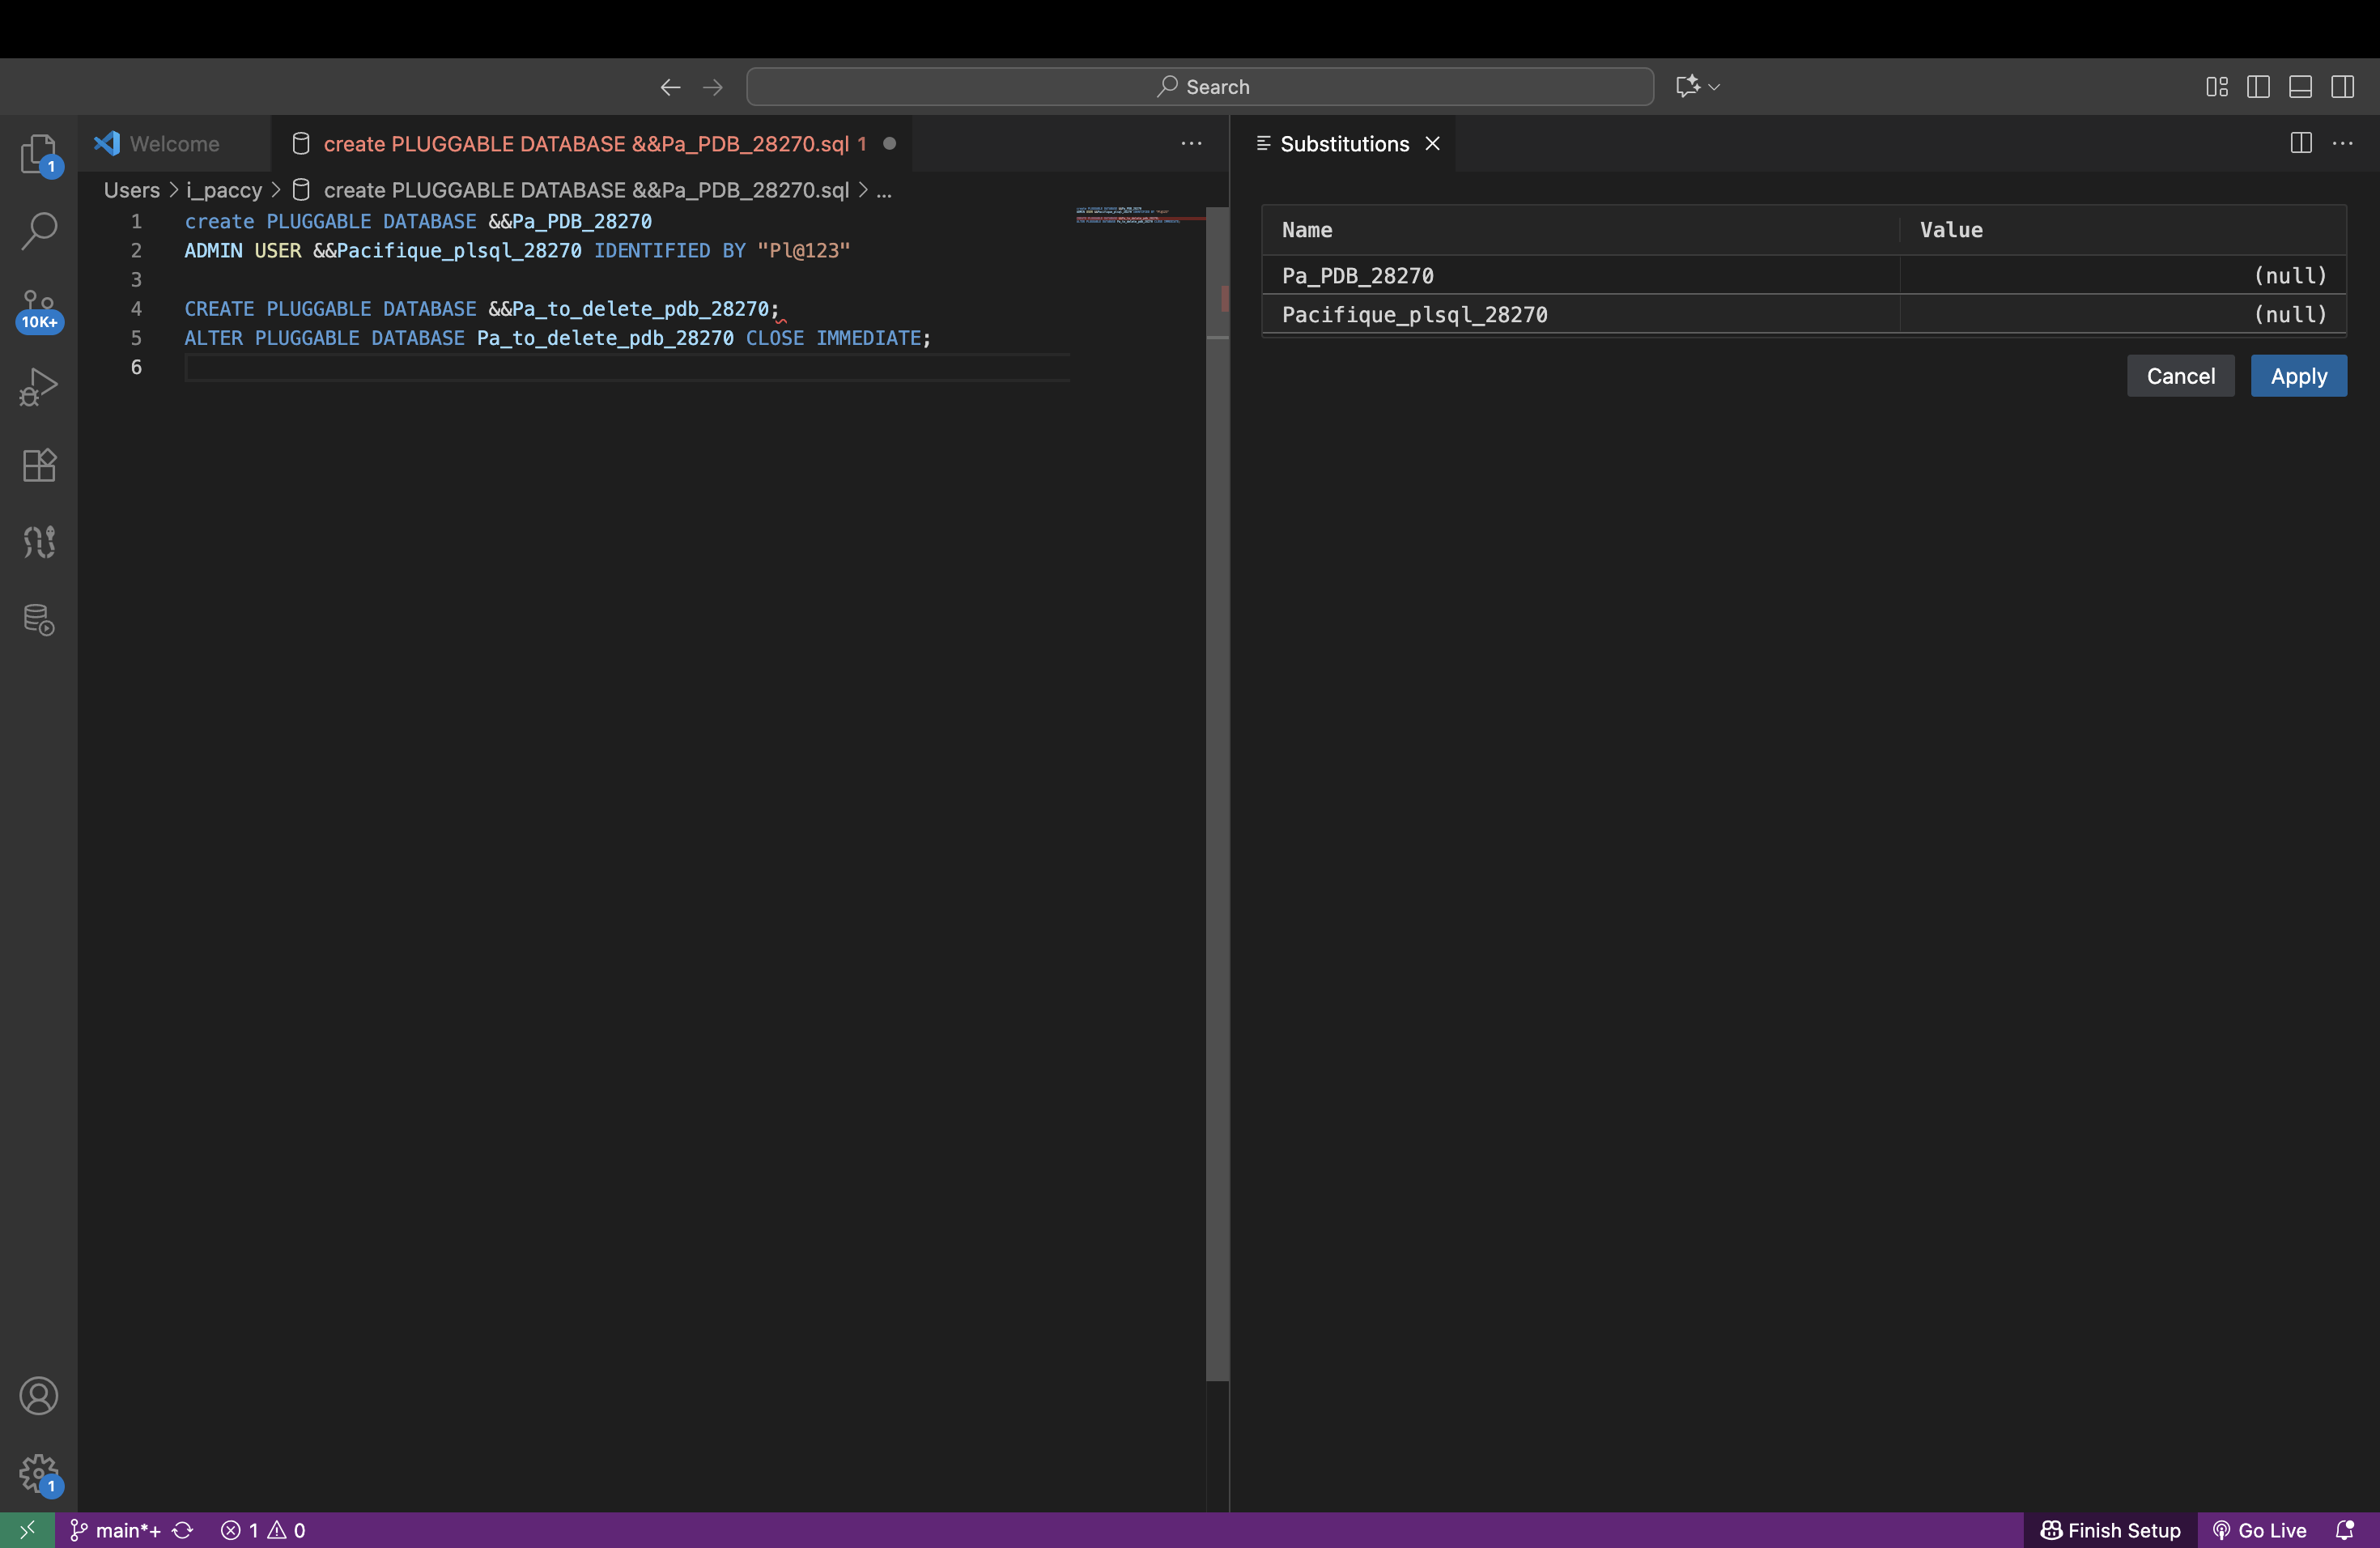 Search
Welcome
create PLUGGABLE DATABASE &&Pa_PDB_28270.sql 1
Substitutions
Users > i_paccy > create PLUGGABLE DATABASE &&Pa_PDB_28270.sql > ...
1 create PLUGGABLE DATABASE &&Pa_PDB_28270
2 ADMIN USER &&Pacifique_plsql_28270 IDENTIFIED BY "Pl@123"
3
4 CREATE PLUGGABLE DATABASE &&Pa_to_delete_pdb_28270;
5 ALTER PLUGGABLE DATABASE Pa_to_delete_pdb_28270 CLOSE IMMEDIATE;
6
Name Value
Pa_PDB_28270 (null)
Pacifique_plsql_28270 (null)
Cancel Apply
1
10K+
1
main*+ 1 0
Finish Setup Go Live